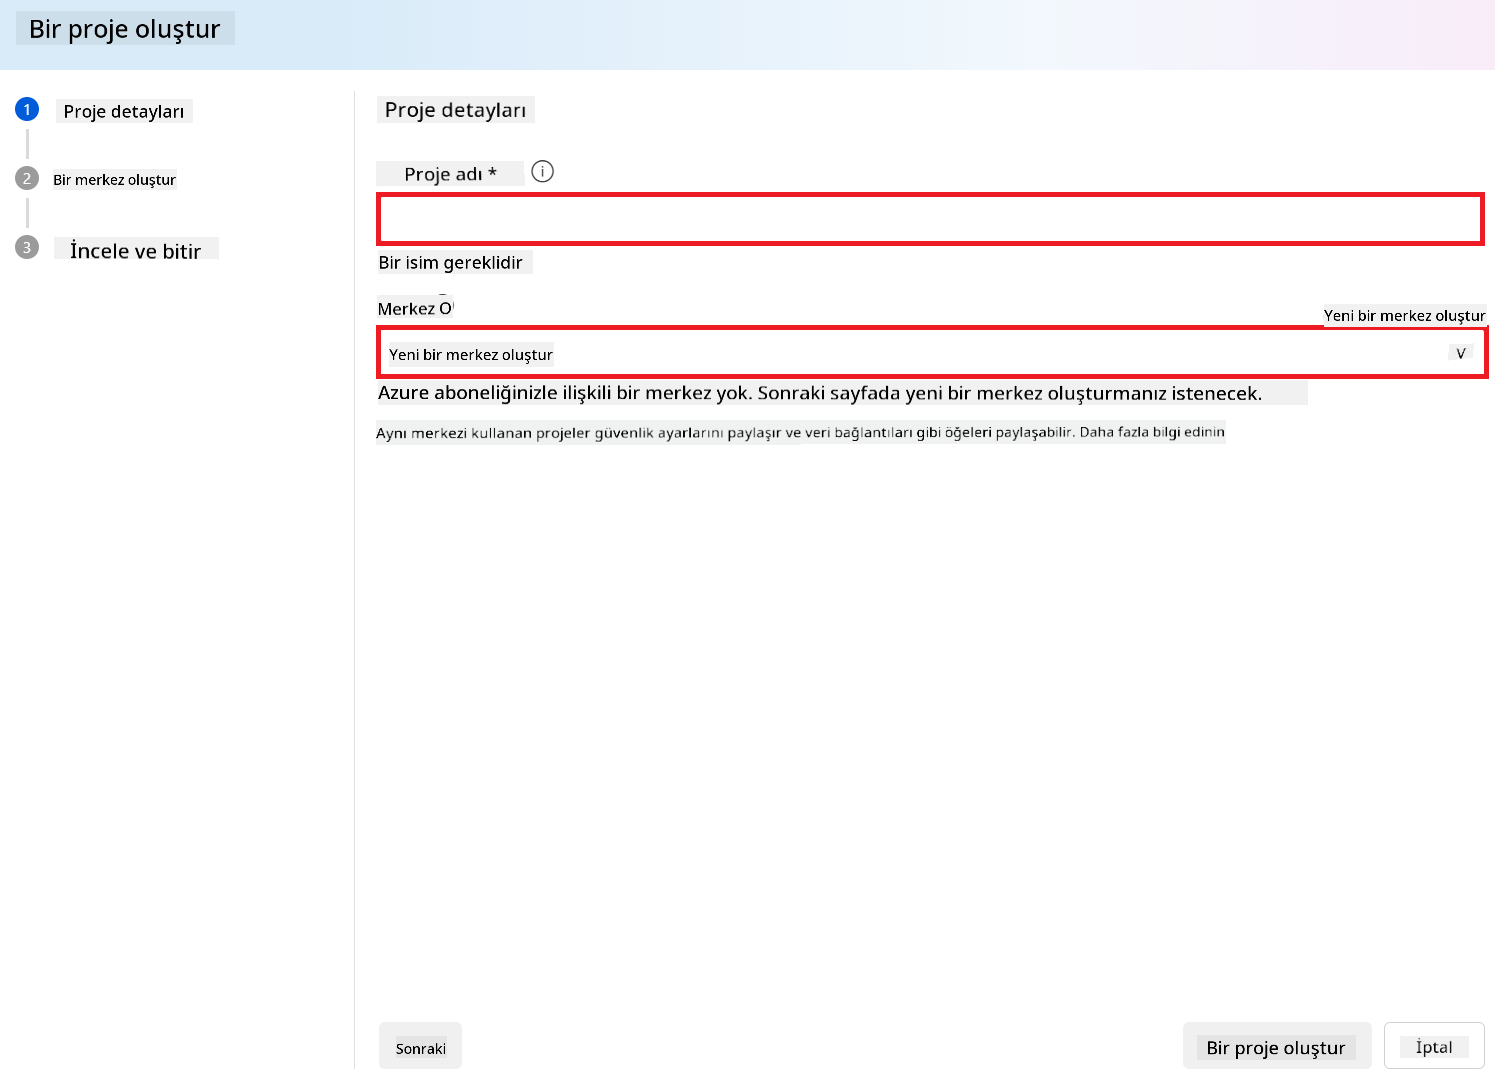 Bir proje oluştur
1 Proje detayları
2 Bir merkez oluştur
3 İncele ve bitir
Proje detayları
Proje adı * i
Bir isim gereklidir
Merkez O
Yeni bir merkez oluştur
Yeni bir merkez oluştur V
Azure aboneliğinizle ilişkili bir merkez yok. Sonraki sayfada yeni bir merkez oluşturmanız istenecek.
Aynı merkezi kullanan projeler güvenlik ayarlarını paylaşır ve veri bağlantıları gibi öğeleri paylaşabilir. Daha fazla bilgi edinin
Sonraki
Bir proje oluştur
İptal